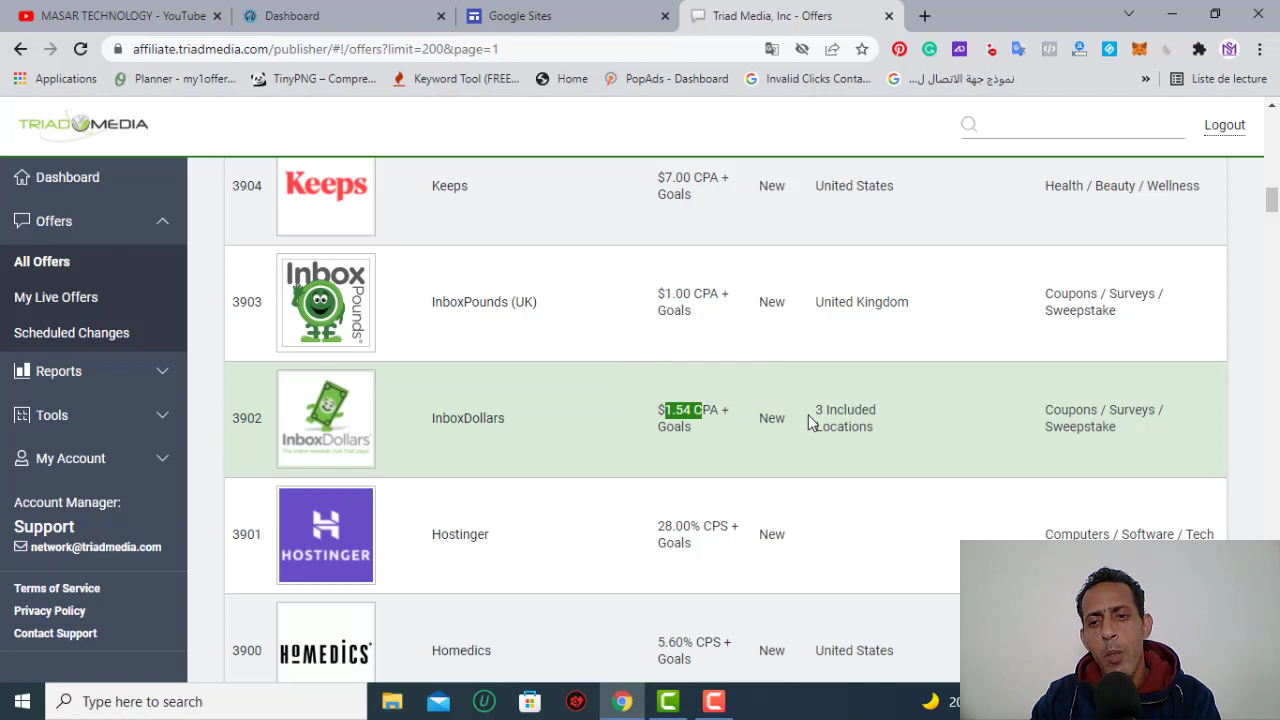 MASAR TECHNOLOGY - YouTube
Dashboard
Google Sites
Triad Media, Inc - Offers
affiliate.triadmedia.com/publisher/#!/offers?limit=200&page=1
Applications
Planner - my1offer...
TinyPNG – Compre...
Keyword Tool (FREE...
Home
PopAds - Dashboard
Invalid Clicks Conta...
نموذج جهة الاتصال ل...
»
Liste de lecture
TRIAD MEDIA
Logout
Dashboard
Offers
All Offers
My Live Offers
Scheduled Changes
Reports
Tools
My Account
Account Manager:
Support
network@triadmedia.com
Terms of Service
Privacy Policy
Contact Support
3904
Keeps
Keeps
$7.00 CPA +
Goals
New
United States
Health / Beauty / Wellness
3903
Inbox
Pounds
InboxPounds (UK)
$1.00 CPA +
Goals
New
United Kingdom
Coupons / Surveys /
Sweepstake
3902
InboxDollars
The online rewards club that pays!
InboxDollars
$1.54 CPA +
Goals
New
3 Included
Locations
Coupons / Surveys /
Sweepstake
3901
HOSTINGER
Hostinger
28.00% CPS +
Goals
New
Computers / Software / Tech
3900
HOMEDICS
Homedics
5.60% CPS +
Goals
New
United States
Type here to search
20